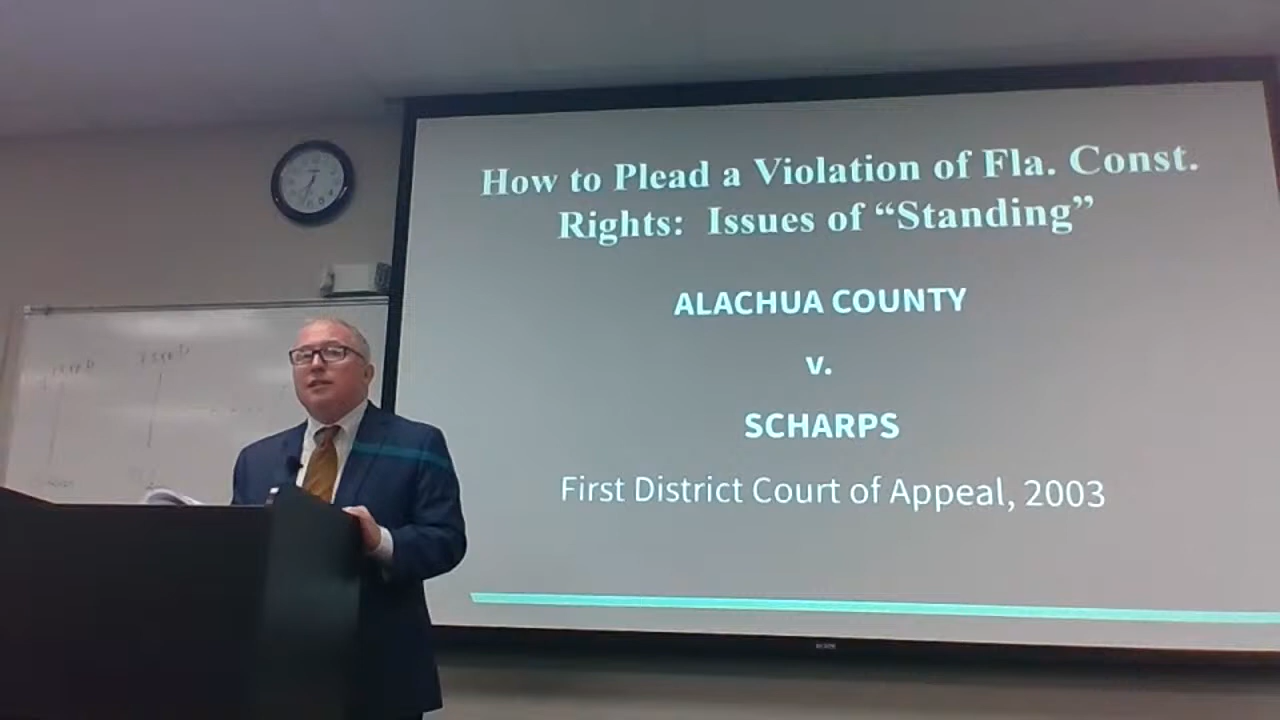 How to Plead a Violation of Fla. Const.
Rights: Issues of “Standing”
ALACHUA COUNTY
v.
SCHARPS
First District Court of Appeal, 2003